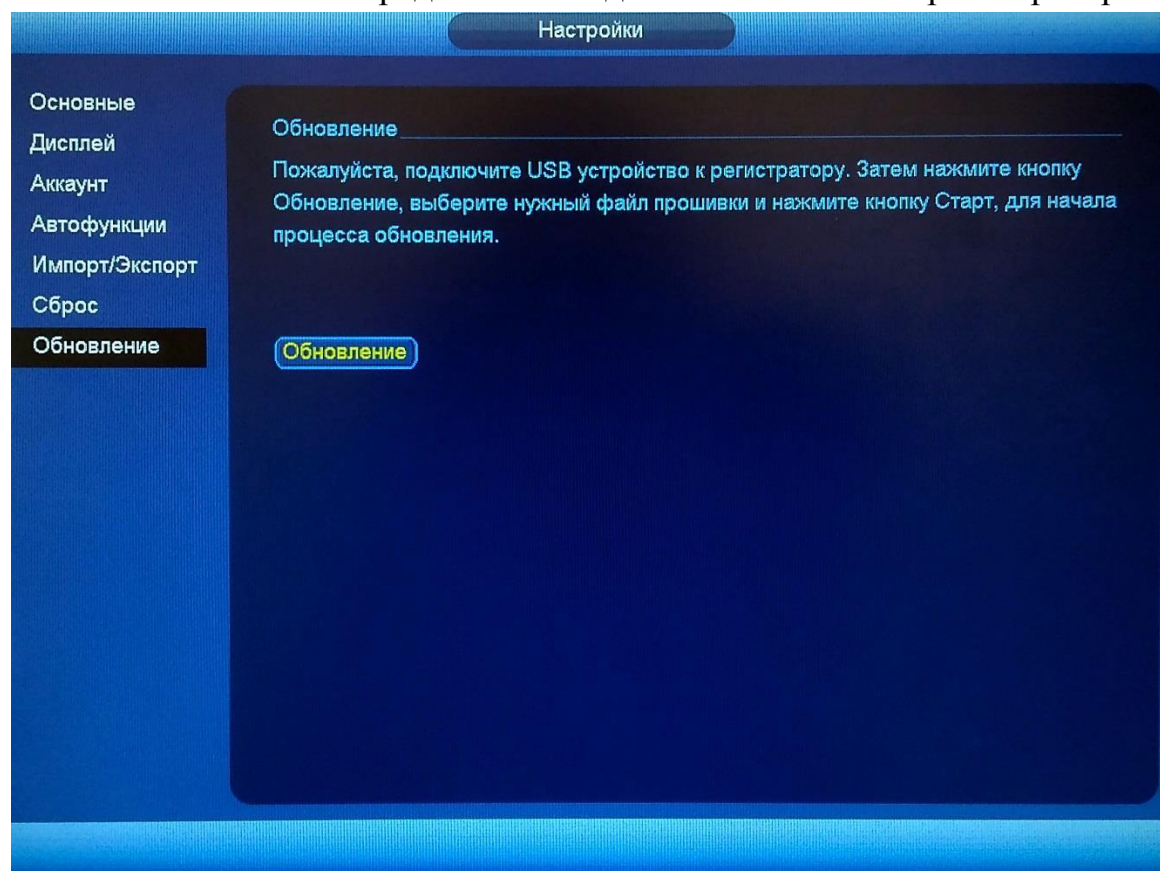 Настройки
Основные
Дисплей
Аккаунт
Автофункции
Импорт/Экспорт
Сброс
Обновление
Обновление
Пожалуйста, подключите USB устройство к регистратору. Затем нажмите кнопку
Обновление, выберите нужный файл прошивки и нажмите кнопку Старт, для начала
процесса обновления.
Обновление